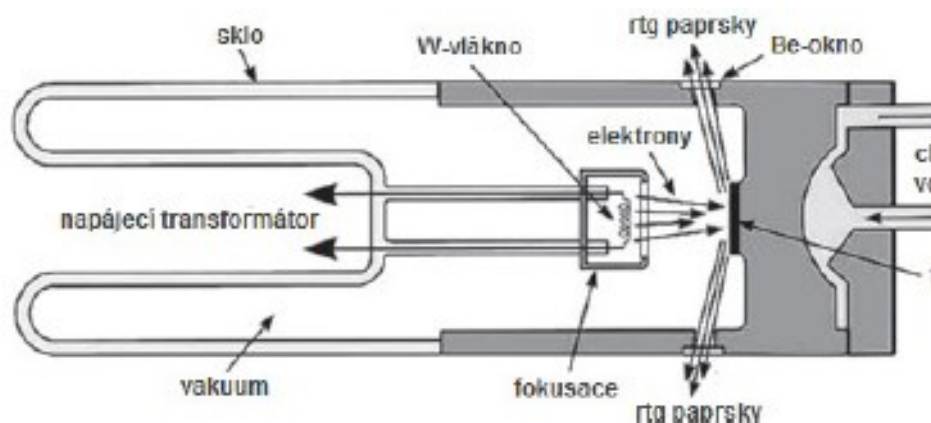 rtg paprsky
sklo
W-vlákno
Be-okno
elektrony
napájecí transformátor
vakuum
fokusace
rtg paprsky